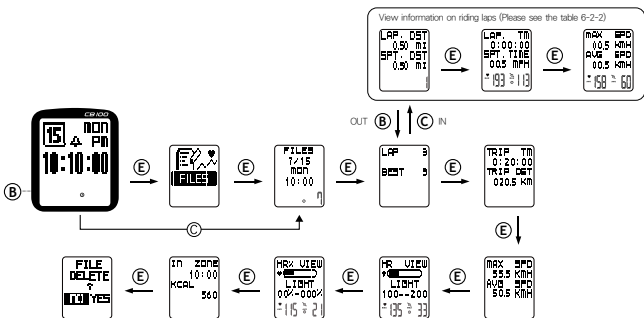 View information on riding laps (Please see the table 6-2-2)
LAP. DST
0.50 MI
SPT. DST
0.50 MI
1
E
LAP. TM
0:00:00
SPT. TIME
00.5 MPH
193 113
E
MAX SPD
00.5 KMH
AVG SPD
00.5 KMH
158 60
OUT B C IN
CB100
15 MON
PM
10:10:00
B
E
FILES
E
FILES
7/15
MON
10:00
7
E
LAP 3
BEST 9
E
TRIP TM
0:20:00
TRIP DST
020.5 KM
C
E
FILE
DELETE
?
NO YES
E
IN ZONE
10:00
KCAL
560
E
HR% VIEW
LIGHT
00%-000%
115 21
E
HR VIEW
LIGHT
100--200
135 33
E
MAX SPD
55.5 KMH
AVG SPD
50.5 KMH